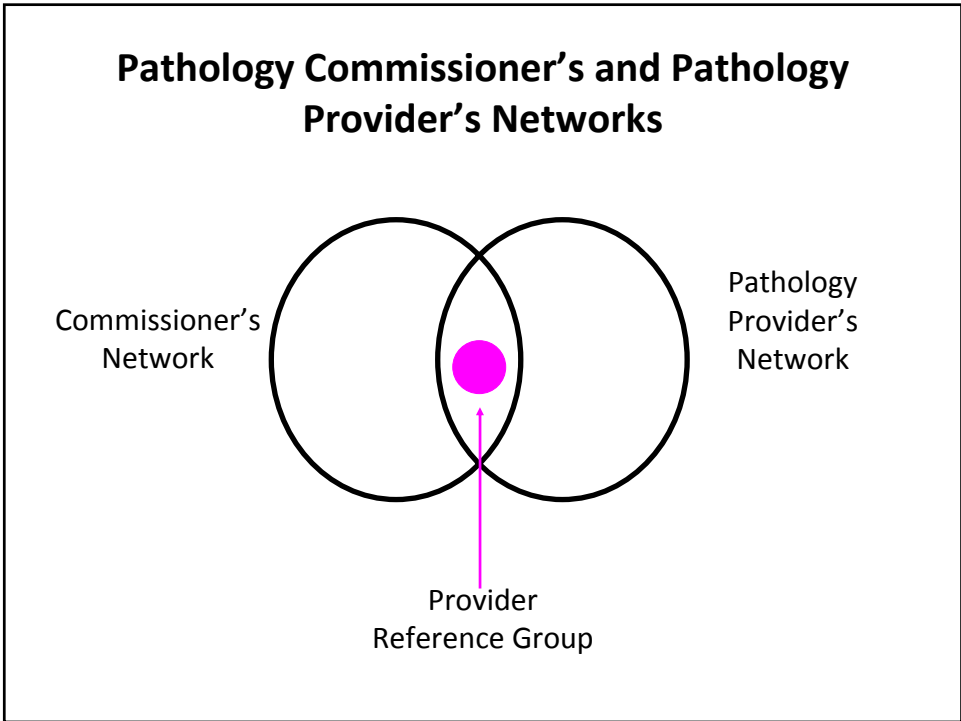 Pathology Commissioner’s and Pathology
Provider’s Networks
Commissioner’s
Network
Pathology
Provider’s
Network
Provider
Reference Group